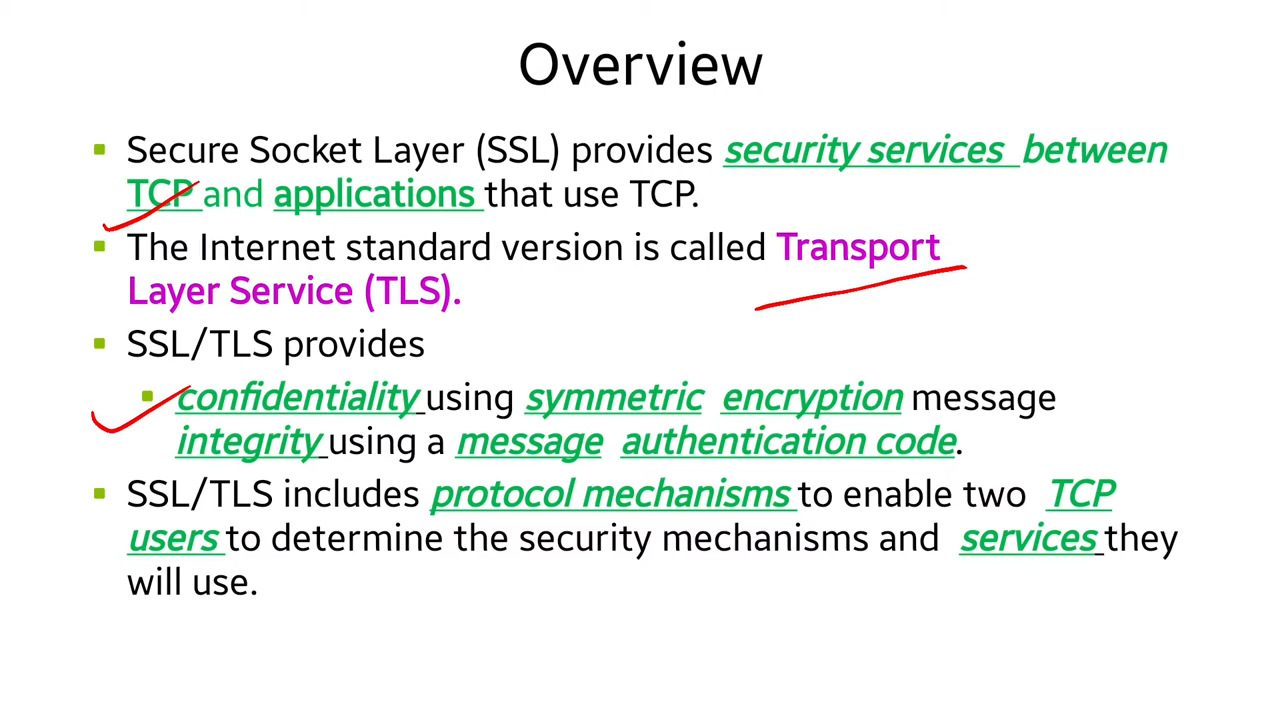 Overview
Secure Socket Layer (SSL) provides security services between
TCP and applications that use TCP.
The Internet standard version is called Transport
Layer Service (TLS).
SSL/TLS provides
confidentiality using symmetric encryption message
integrity using a message authentication code.
SSL/TLS includes protocol mechanisms to enable two TCP
users to determine the security mechanisms and services they
will use.